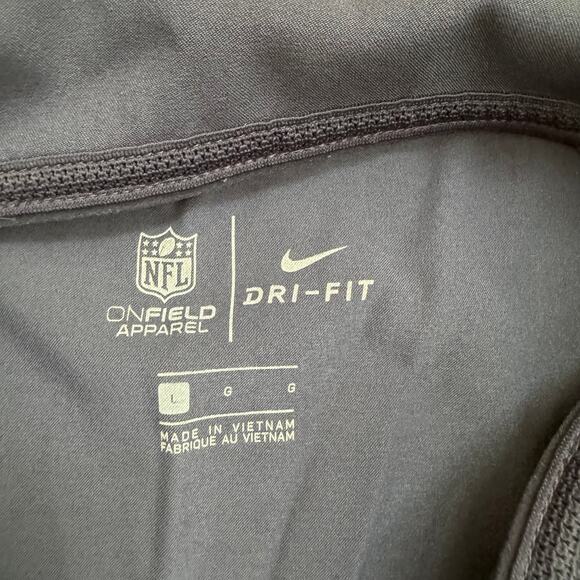 NFL
ONFIELD
APPAREL
DRI-FIT
L G G
MADE IN VIETNAM
FABRIQUE AU VIETNAM